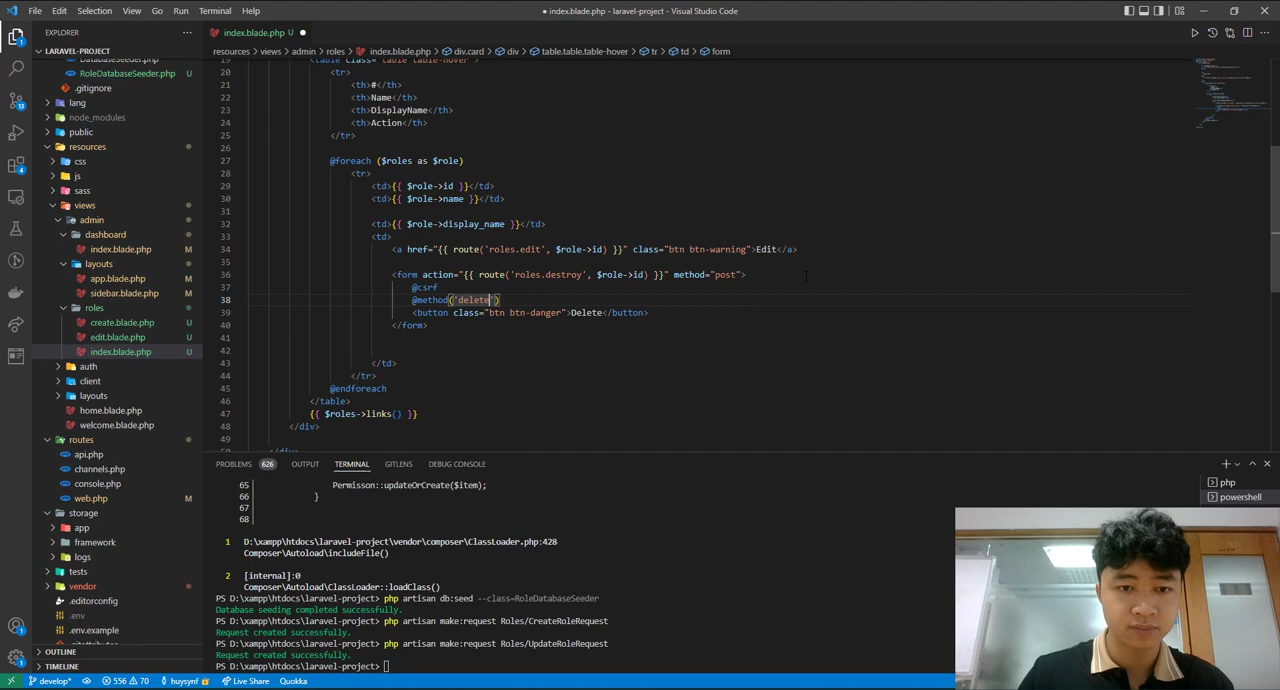 File Edit Selection View Go Run Terminal Help
● index.blade.php - laravel-project - Visual Studio Code
EXPLORER
LARAVEL-PROJECT
DatabaseSeeder.php
RoleDatabaseSeeder.php U
.gitignore
lang
node_modules
public
resources
css
js
sass
views
admin
dashboard
index.blade.php M
layouts
app.blade.php M
sidebar.blade.php M
roles
create.blade.php U
edit.blade.php U
index.blade.php U
auth
client
layouts
home.blade.php
welcome.blade.php
routes
api.php
channels.php
console.php
web.php M
storage
app
framework
logs
tests
vendor
.editorconfig
.env
.env.example
.gitattributes
OUTLINE
TIMELINE
index.blade.php U ●
resources > views > admin > roles > index.blade.php > div.card > div > table.table.table-hover > tr > td > form
19 <table class="table table-hover">
20 <tr>
21 <th>#</th>
22 <th>Name</th>
23 <th>DisplayName</th>
24 <th>Action</th>
25 </tr>
26
27 @foreach ($roles as $role)
28 <tr>
29 <td>{{ $role->id }}</td>
30 <td>{{ $role->name }}</td>
31
32 <td>{{ $role->display_name }}</td>
33 <td>
34 <a href="{{ route('roles.edit', $role->id) }}" class="btn btn-warning">Edit</a>
35
36 <form action="{{ route('roles.destroy', $role->id) }}" method="post">
37 @csrf
38 @method('delete')
39 <button class="btn btn-danger">Delete</button>
40 </form>
41
42
43 </td>
44 </tr>
45 @endforeach
46 </table>
47 {{ $roles->links() }}
48 </div>
49
50 </div>
PROBLEMS 626 OUTPUT TERMINAL GITLENS DEBUG CONSOLE
65 Permisson::updateOrCreate($item);
66 }
67
68
1 D:\xampp\htdocs\laravel-project\vendor\composer\ClassLoader.php:428
Composer\Autoload\includeFile()
2 [internal]:0
Composer\Autoload\ClassLoader::loadClass()
PS D:\xampp\htdocs\laravel-project> php artisan db:seed --class=RoleDatabaseSeeder
Database seeding completed successfully.
PS D:\xampp\htdocs\laravel-project> php artisan make:request Roles/CreateRoleRequest
Request created successfully.
PS D:\xampp\htdocs\laravel-project> php artisan make:request Roles/UpdateRoleRequest
Request created successfully.
PS D:\xampp\htdocs\laravel-project>
php
powershell
develop* 556 70 huysynf Live Share Quokka